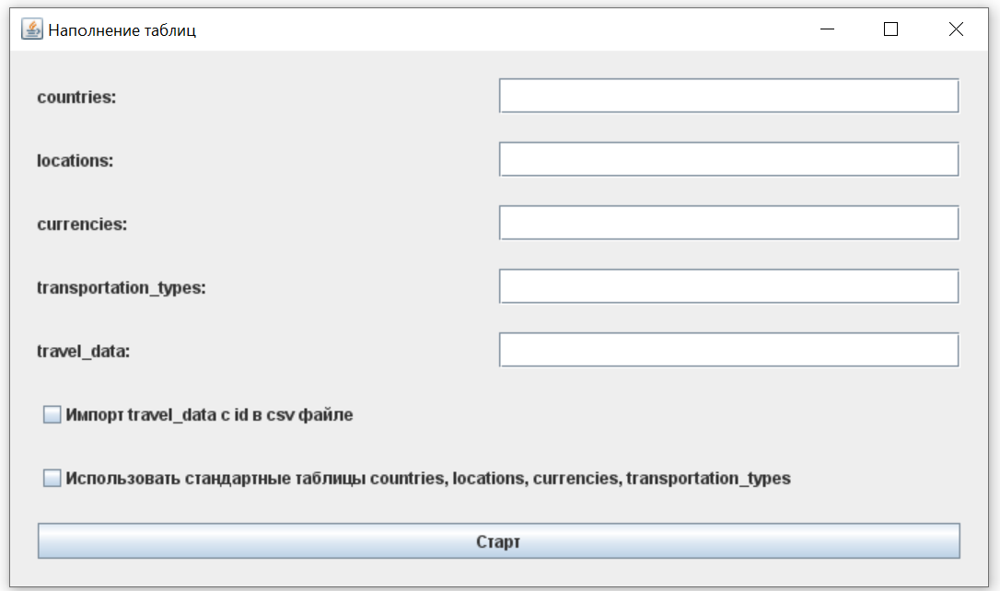 Наполнение таблиц
countries:
locations:
currencies:
transportation_types:
travel_data:
Импорт travel_data с id в csv файле
Использовать стандартные таблицы countries, locations, currencies, transportation_types
Старт